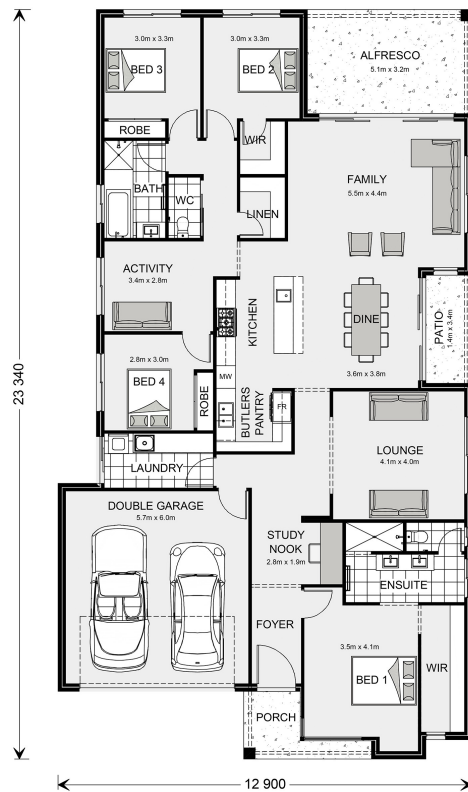 3.0m x 3.3m
BED 3
3.0m x 3.3m
BED 2
ALFRESCO
5.1m x 3.2m
ROBE
WIR
BATH
WC
LINEN
FAMILY
5.5m x 4.4m
ACTIVITY
3.4m x 2.8m
KITCHEN
DINE
3.6m x 3.8m
PATIO
1.4m x 3.4m
2.8m x 3.0m
BED 4
ROBE
MW
BUTLERS
PANTRY
FR
LOUNGE
4.1m x 4.0m
LAUNDRY
DOUBLE GARAGE
5.7m x 6.0m
STUDY
NOOK
2.8m x 1.9m
ENSUITE
FOYER
3.5m x 4.1m
BED 1
WIR
PORCH
23 340
12 900